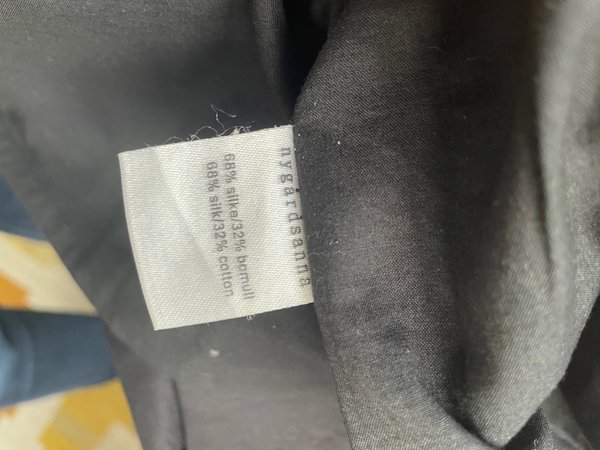 nygårdsanna
68% silke/32% bomull
68% silk/32% cotton